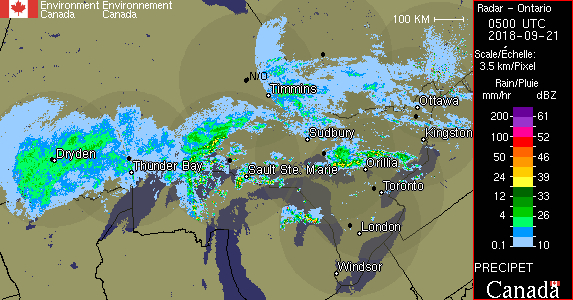 Environment Environnement
Canada Canada
100 KM
N/O
Timmins
Ottawa
Sudbury
Kingston
Dryden
Thunder Bay
Sault Ste. Marie
Orillia
Toronto
London
Windsor
Radar - Ontario
0500 UTC
2018-09-21
Scale/Échelle:
3.5 km/Pixel
Rain/Pluie
mm/hr dBZ
200 61
100 52
50 46
24 39
12 33
4 26
0.1 10
PRECIPET
Canada